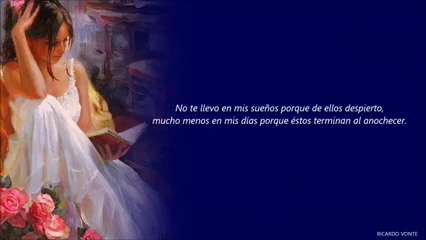 No te llevo en mis sueños porque de ellos despierto,
mucho menos en mis días porque éstos terminan al anochecer.
RICARDO VONTE